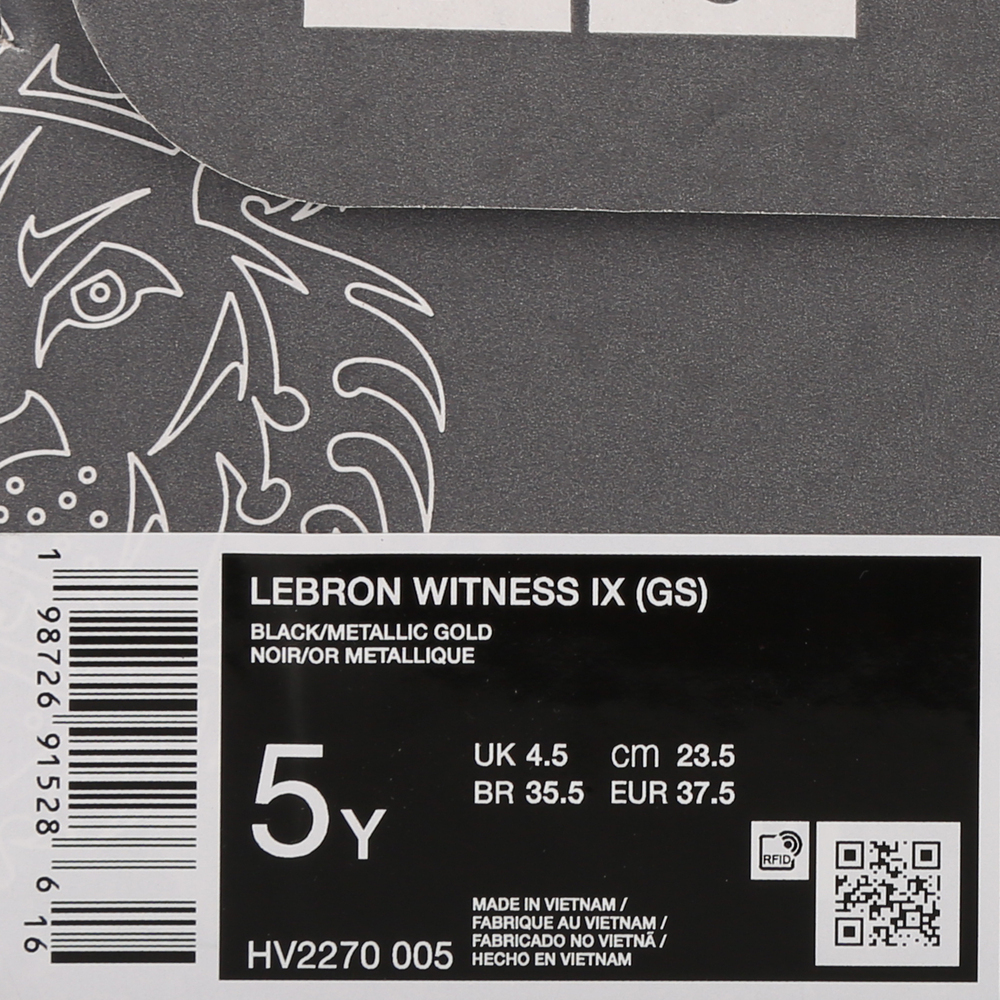 LEBRON WITNESS IX (GS)
BLACK/METALLIC GOLD
NOIR/OR METALLIQUE
5Y
UK 4.5 cm 23.5
BR 35.5 EUR 37.5
RFID
MADE IN VIETNAM /
FABRIQUE AU VIETNAM /
FABRICADO NO VIETNÃ /
HECHO EN VIETNAM
HV2270 005
1 98726 91528 6 16